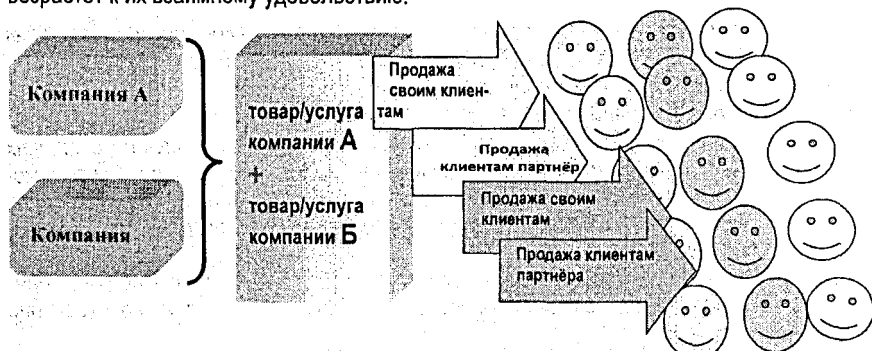 возрастет к их взаимному удовольствию.
Компания А
Компания
товар/услуга
компании А
+
товар/услуга
компании Б
Продажа
своим клиен-
там
Продажа
клиентам партнёр
Продажа своим
клиентам
Продажа клиентам
партнёра